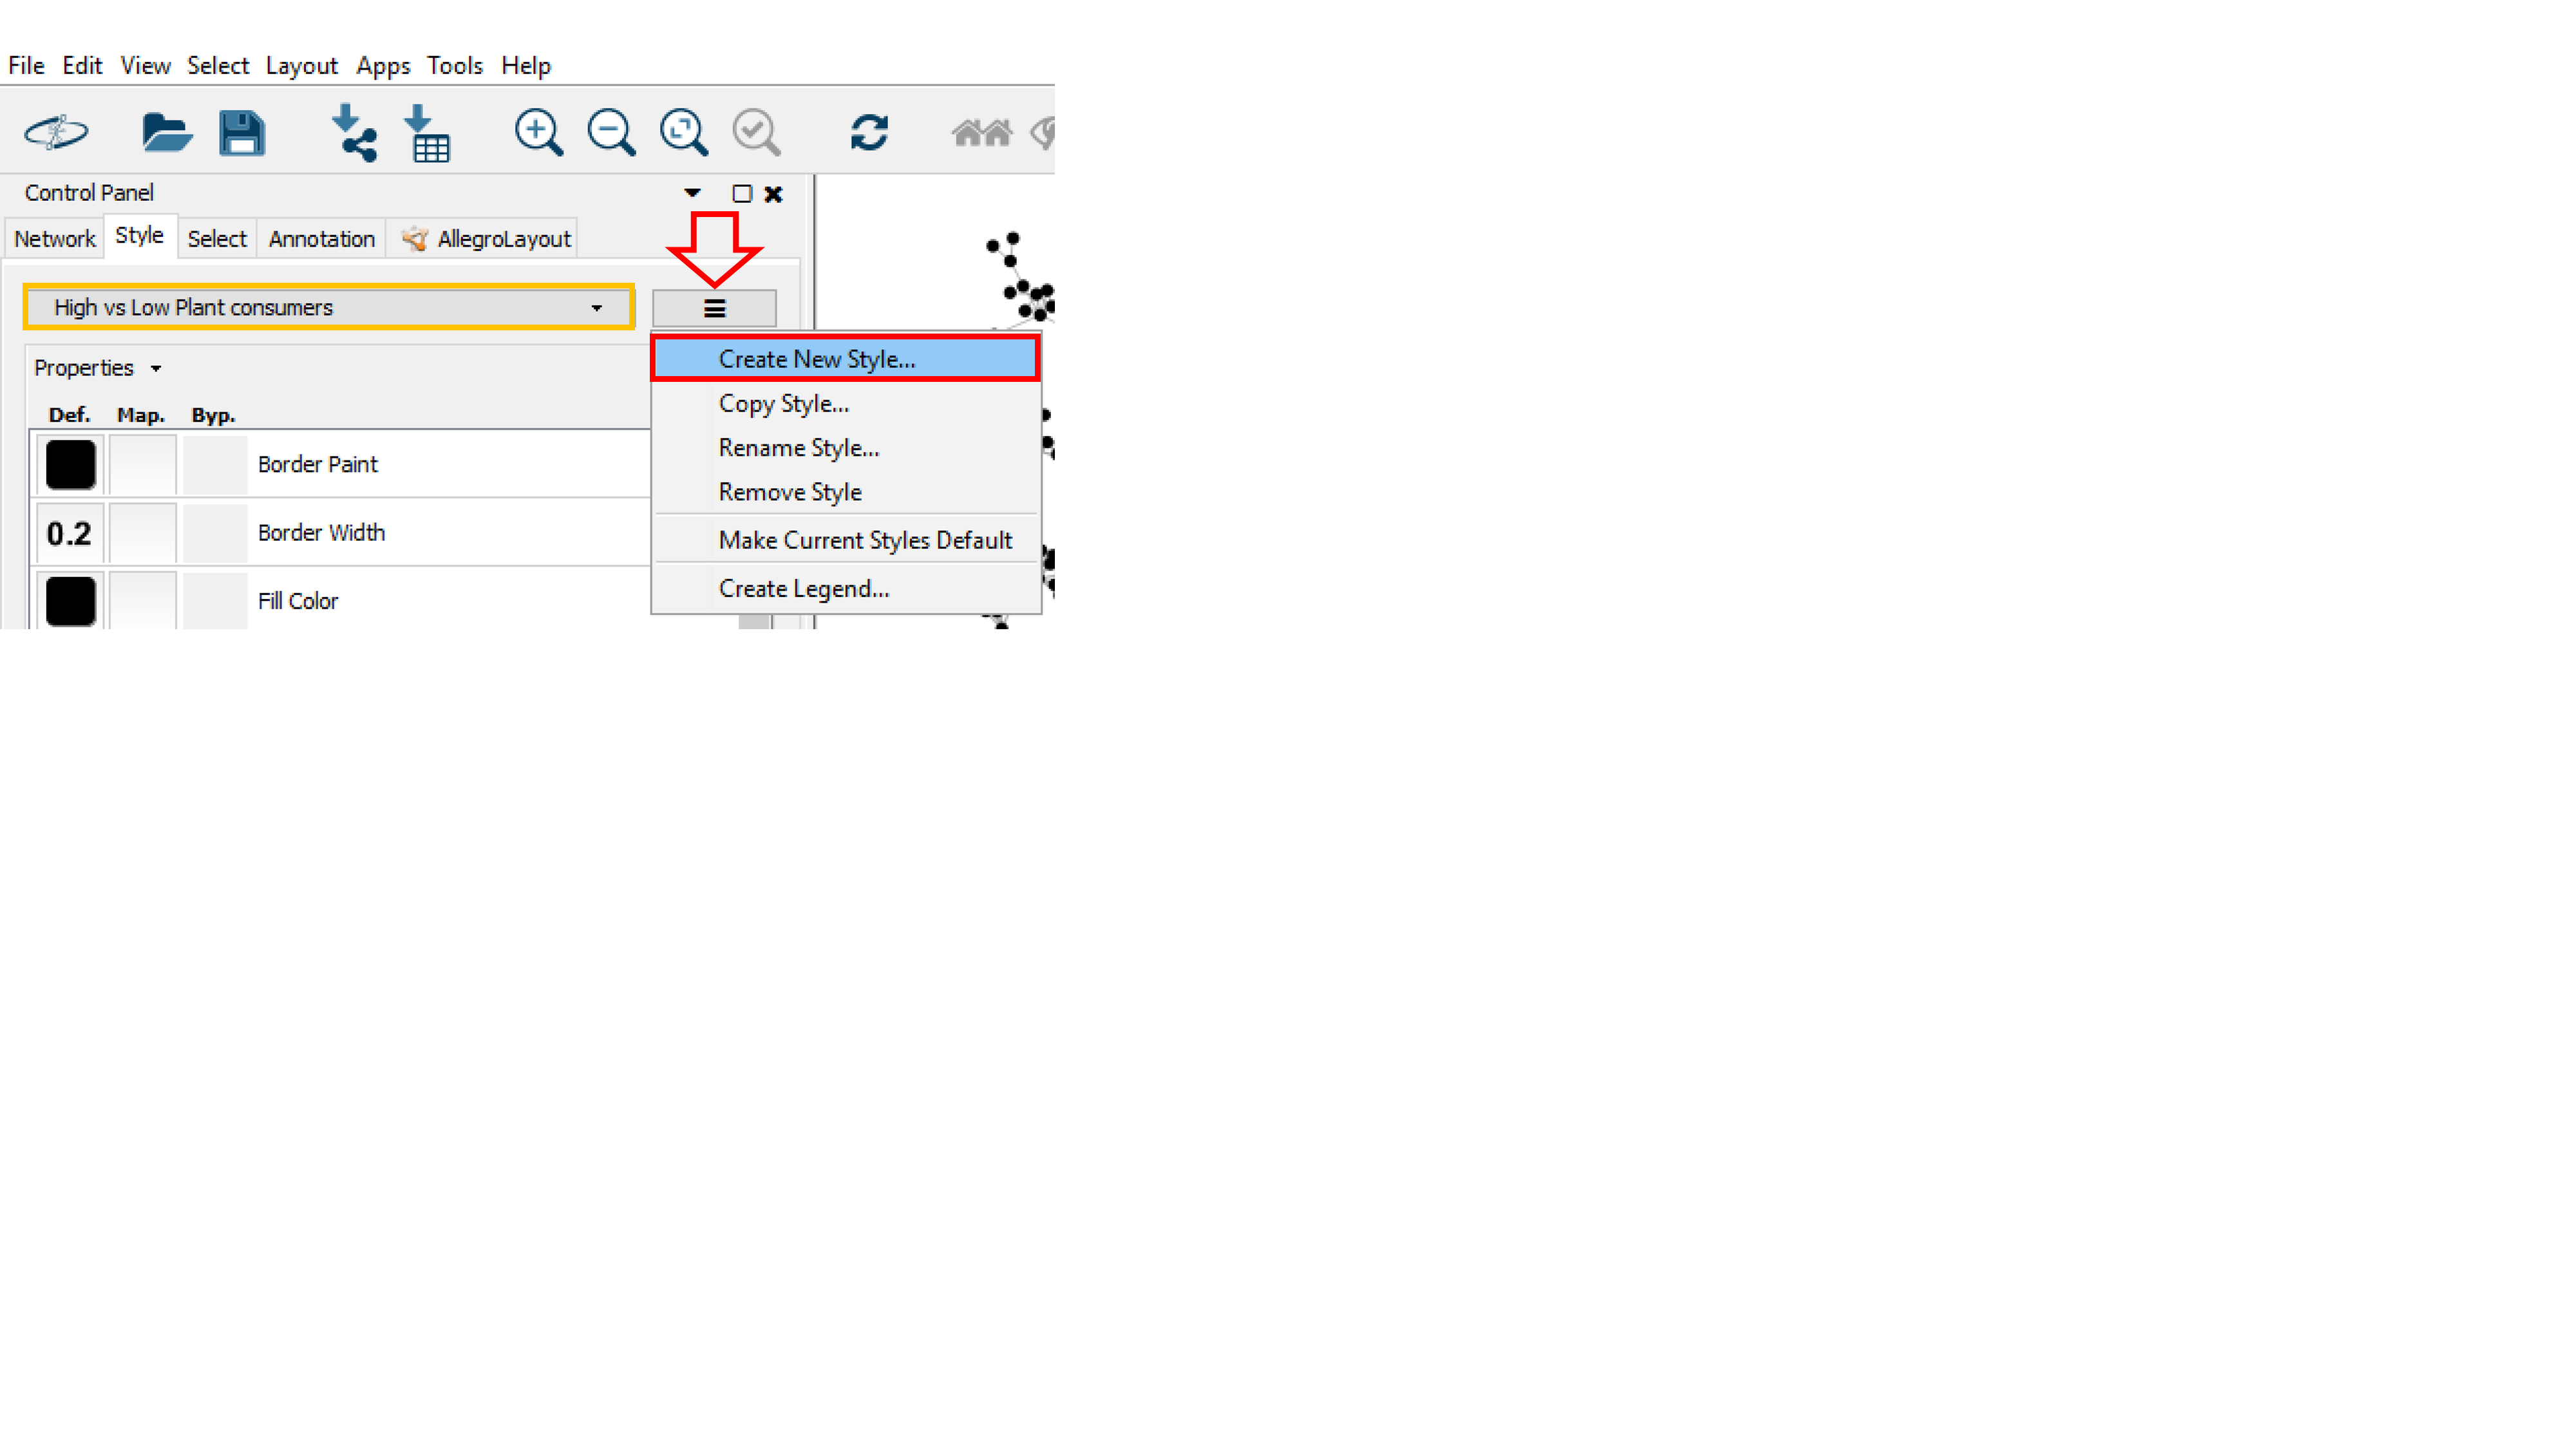 File Edit View Select Layout Apps Tools Help
Control Panel
Network Style Select Annotation AllegroLayout
High vs Low Plant consumers
Create New Style...
Properties
Copy Style...
Def. Map. Byp.
Rename Style...
Border Paint
Remove Style
0.2 Border Width
Make Current Styles Default
Create Legend...
Fill Color